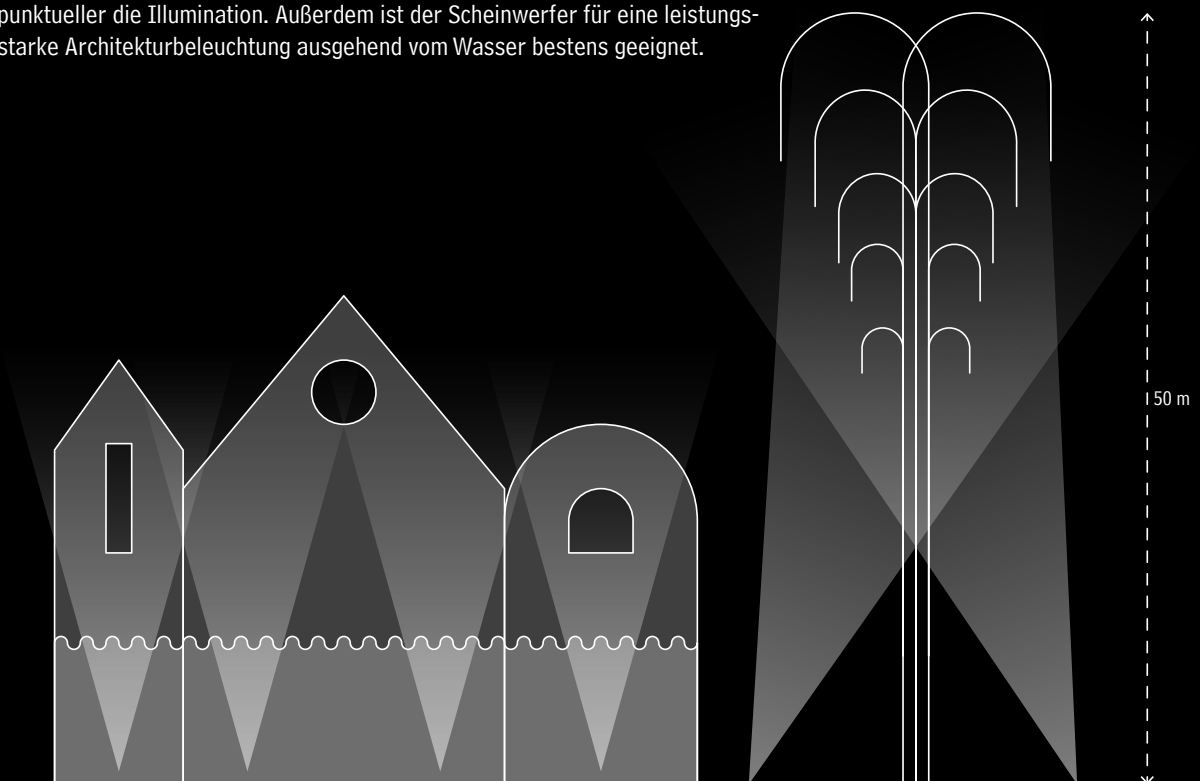 punktueller die Illumination. Außerdem ist der Scheinwerfer für eine leistungs-
starke Architekturbeleuchtung ausgehend vom Wasser bestens geeignet.
50 m